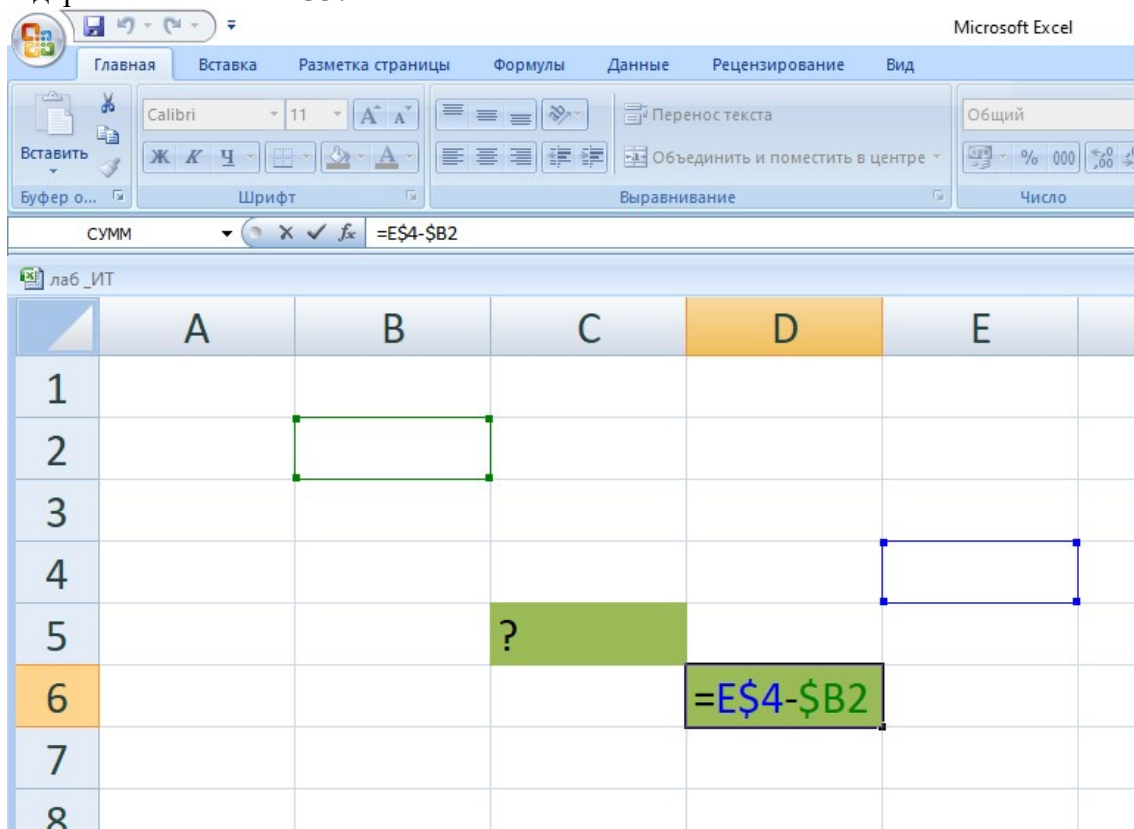 Microsoft Excel
Главная Вставка Разметка страницы Формулы Данные Рецензирование Вид
Calibri 11 A A Перенос текста Общий
Вставить Ж К Ч Объединить и поместить в центре % 000 ,00
Буфер о... Шрифт Выравнивание Число
СУММ fx =E$4-$B2
лаб _ИТ
A B C D E
1
2
3
4
5 ?
6 =E$4-$B2
7
8